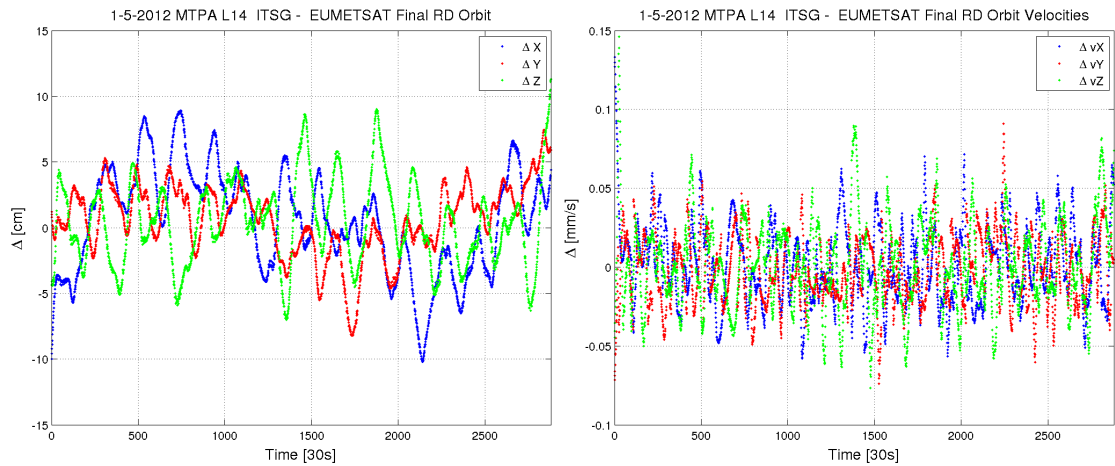 1-5-2012 MTPA L14 ITSG - EUMETSAT Final RD Orbit
15
10
5
0
-5
-10
-15
Δ [cm]
0
500
1000
1500
2000
2500
Time [30s]
Δ X
Δ Y
Δ Z
1-5-2012 MTPA L14 ITSG - EUMETSAT Final RD Orbit Velocities
0.15
0.1
0.05
0
-0.05
-0.1
Δ [mm/s]
0
500
1000
1500
2000
2500
Time [30s]
Δ vX
Δ vY
Δ vZ